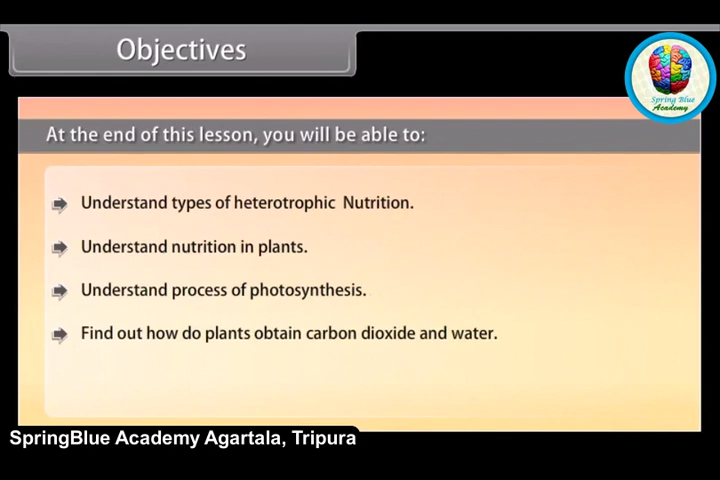 Objectives
Spring Blue
Academy
At the end of this lesson, you will be able to:
Understand types of heterotrophic Nutrition.
Understand nutrition in plants.
Understand process of photosynthesis.
Find out how do plants obtain carbon dioxide and water.
SpringBlue Academy Agartala, Tripura